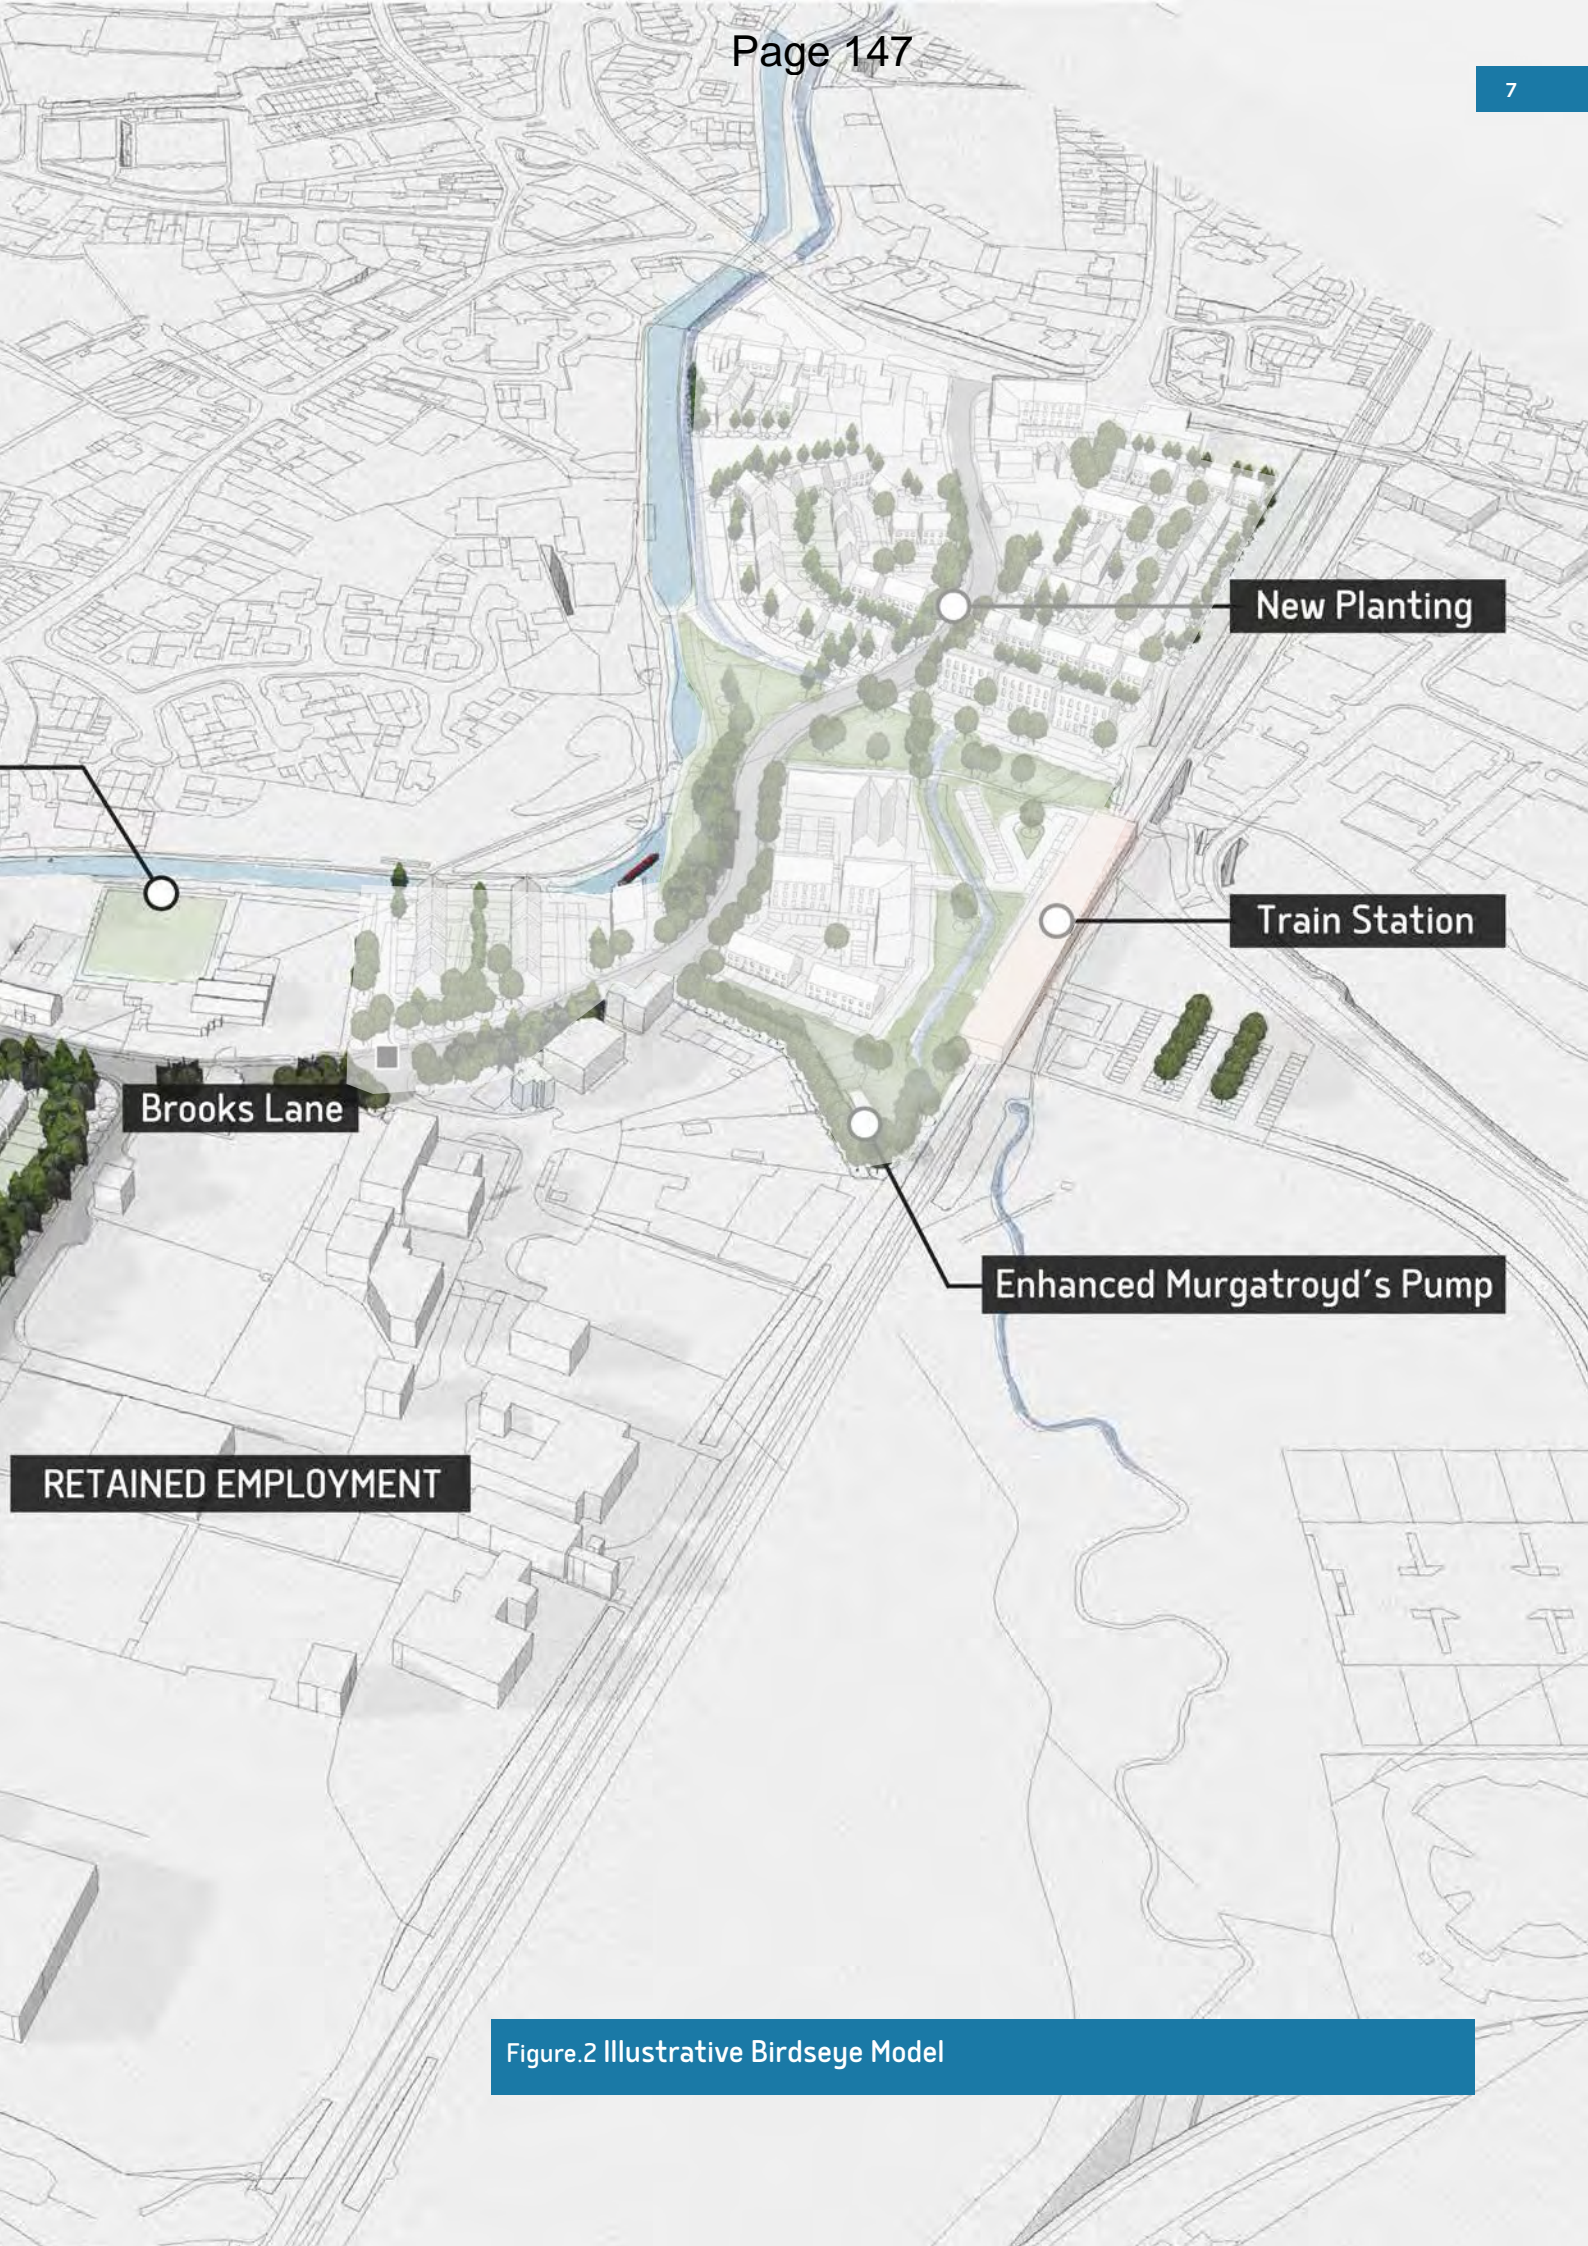 Page 147
7
New Planting
Train Station
Brooks Lane
Enhanced Murgatroyd's Pump
RETAINED EMPLOYMENT
Figure.2 Illustrative Birdseye Model